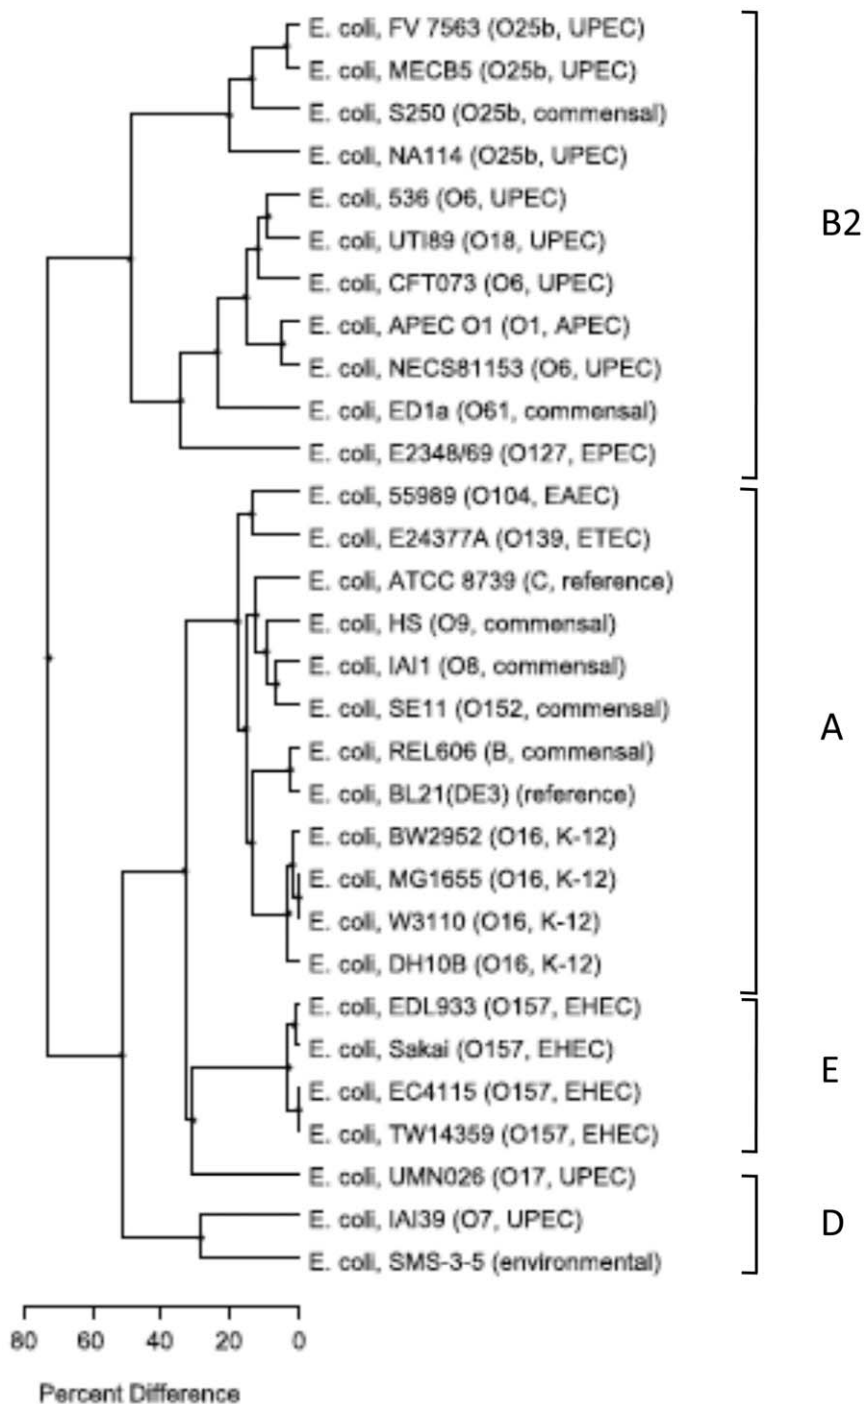 E. coli, FV 7563 (O25b, UPEC)
E. coli, MECB5 (O25b, UPEC)
E. coli, S250 (O25b, commensal)
E. coli, NA114 (O25b, UPEC)
E. coli, 536 (O6, UPEC)
B2
E. coli, UTI89 (O18, UPEC)
E. coli, CFT073 (O6, UPEC)
E. coli, APEC O1 (O1, APEC)
E. coli, NECS81153 (O6, UPEC)
E. coli, ED1a (O61, commensal)
E. coli, E2348/69 (O127, EPEC)
E. coli, 55989 (O104, EAEC)
E. coli, E24377A (O139, ETEC)
E. coli, ATCC 8739 (C, reference)
E. coli, HS (O9, commensal)
E. coli, IAI1 (O8, commensal)
E. coli, SE11 (O152, commensal)
A
E. coli, REL606 (B, commensal)
E. coli, BL21(DE3) (reference)
E. coli, BW2952 (O16, K-12)
E. coli, MG1655 (O16, K-12)
E. coli, W3110 (O16, K-12)
E. coli, DH10B (O16, K-12)
E. coli, EDL933 (O157, EHEC)
E. coli, Sakai (O157, EHEC)
E
E. coli, EC4115 (O157, EHEC)
E. coli, TW14359 (O157, EHEC)
E. coli, UMN026 (O17, UPEC)
E. coli, IAI39 (O7, UPEC)
D
E. coli, SMS-3-5 (environmental)
80 60 40 20 0
Percent Difference